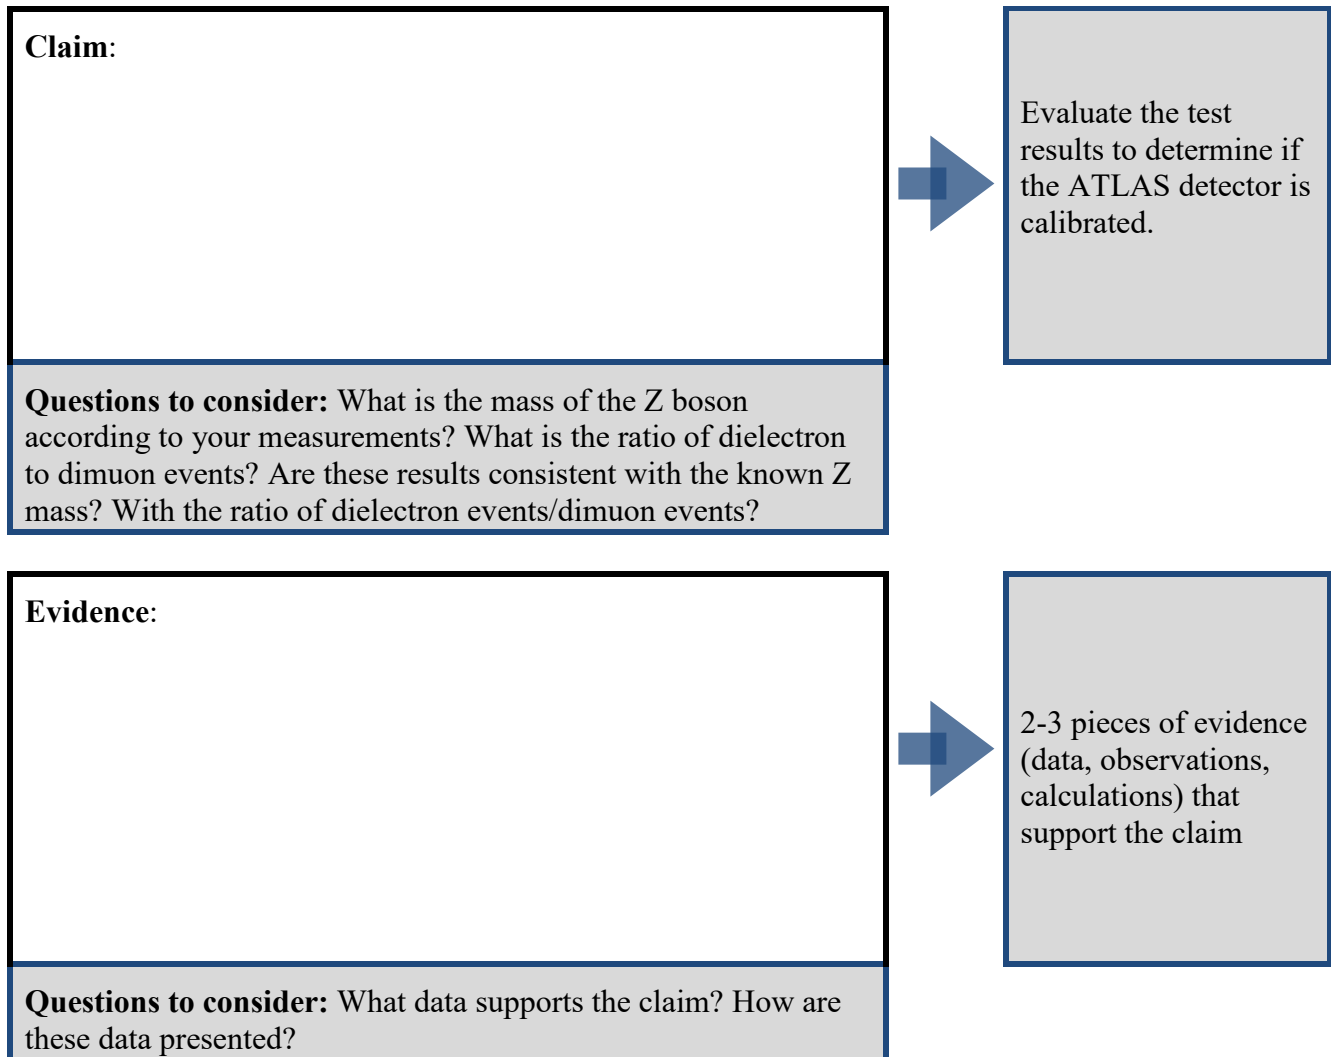 Claim:
Evaluate the test
results to determine if
the ATLAS detector is
calibrated.
Questions to consider: What is the mass of the Z boson
according to your measurements? What is the ratio of dielectron
to dimuon events? Are these results consistent with the known Z
mass? With the ratio of dielectron events/dimuon events?
Evidence:
2-3 pieces of evidence
(data, observations,
calculations) that
support the claim
Questions to consider: What data supports the claim? How are
these data presented?